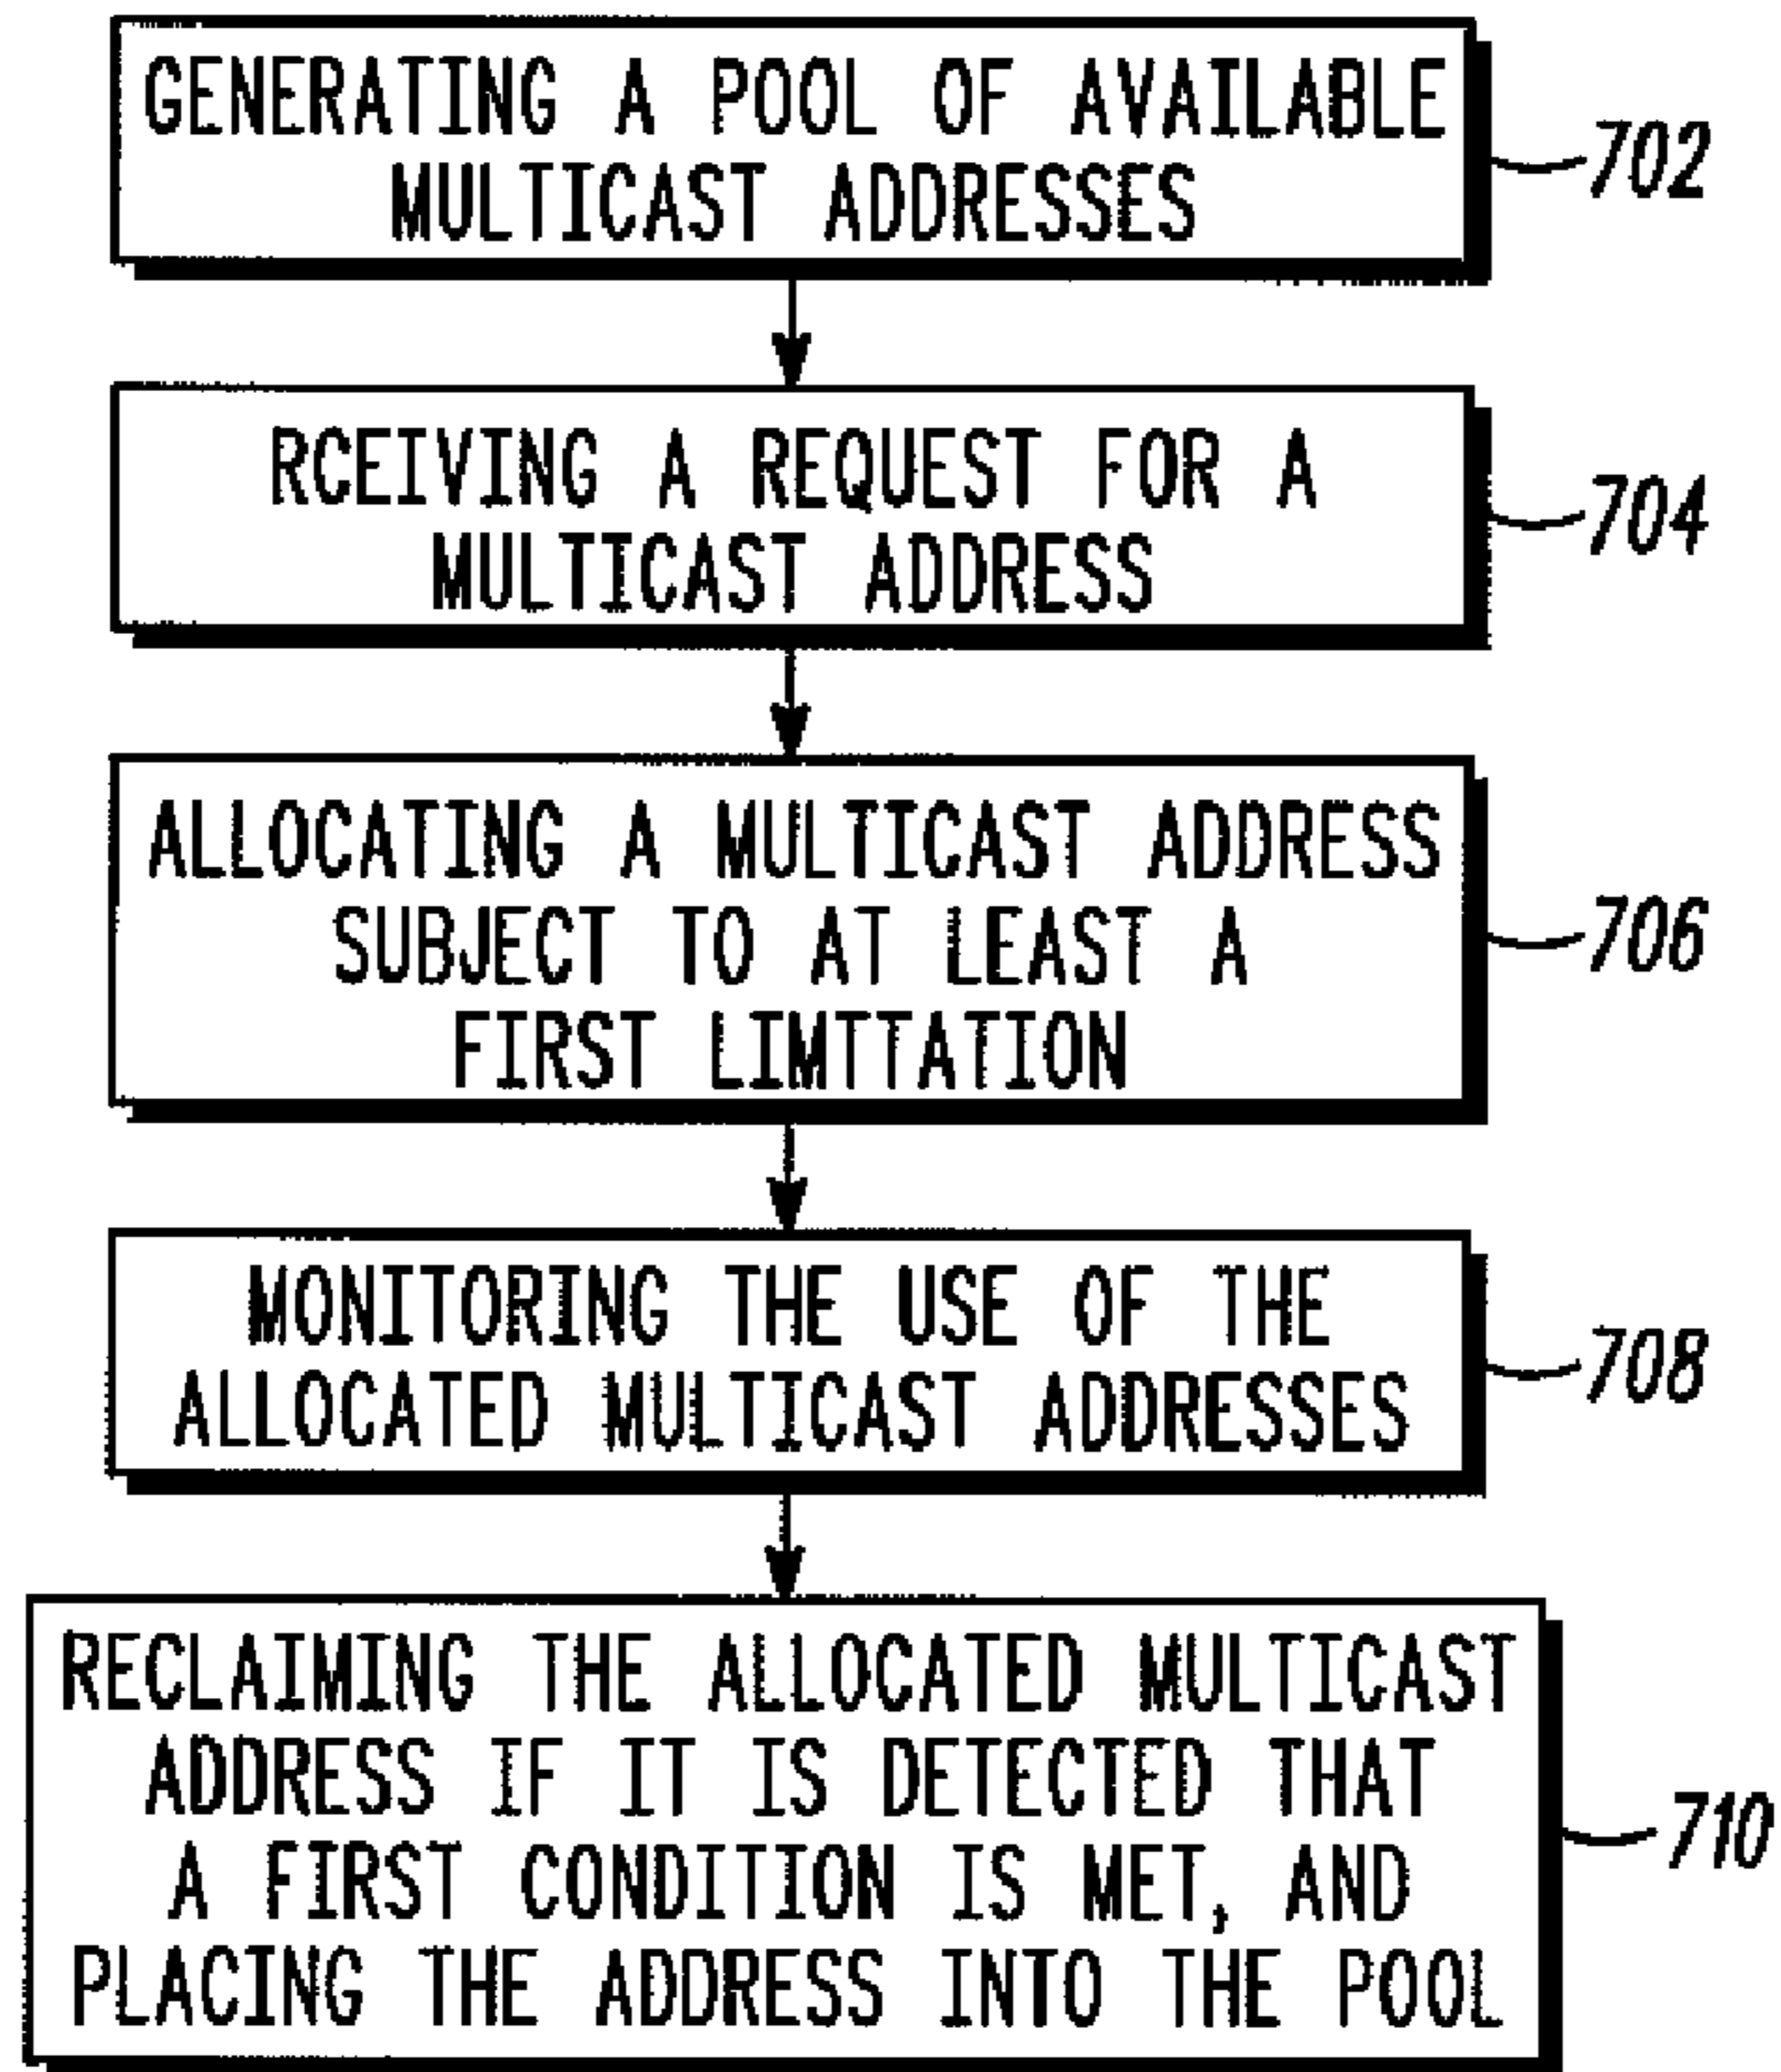 GENERATING A POOL OF AVAILABLE
MULTICAST ADDRESSES
702
RCEIVING A REQUEST FOR A
MULTICAST ADDRESS
704
ALLOCATING A MULTICAST ADDRESS
SUBJECT TO AT LEAST A
FIRST LIMTTATION
706
MONITORING THE USE OF THE
ALLOCATED MULTICAST ADDRESSES
708
RECLAIMING THE ALLOCATED MULTICAST
ADDRESS IF IT IS DETECTED THAT
A FIRST CONDITION IS MET, AND
PLACING THE ADDRESS INTO THE POOL
710